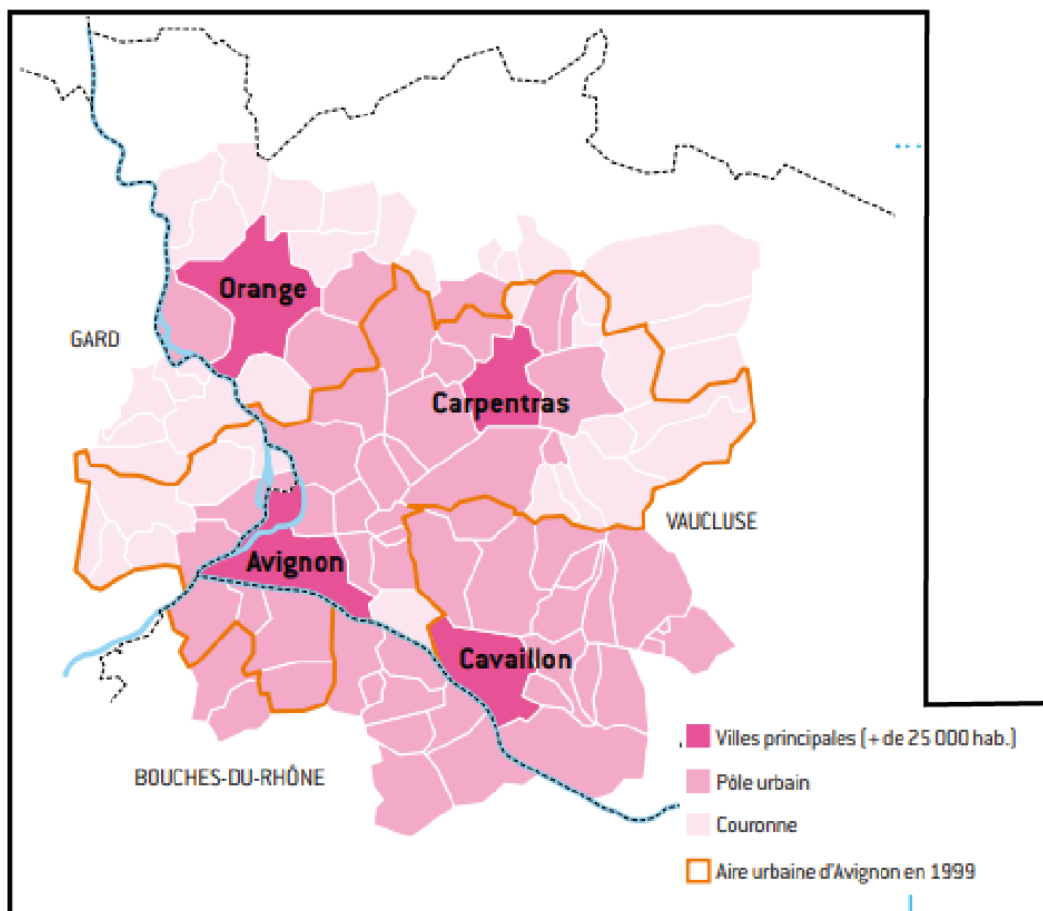 Orange
GARD
Carpentras
VAUCLUSE
Avignon
Cavaillon
BOUCHES-DU-RHÔNE
Villes principales (+ de 25 000 hab.)
Pôle urbain
Couronne
Aire urbaine d'Avignon en 1999